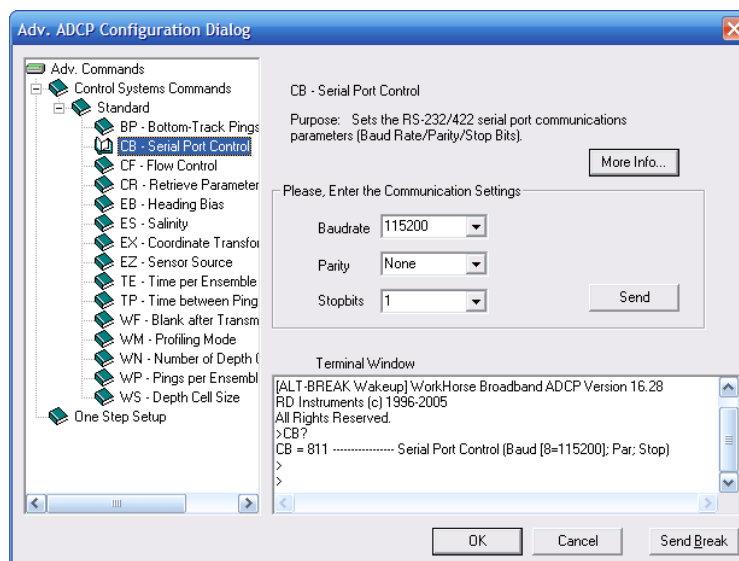 Adv. ADCP Configuration Dialog
Adv. Commands
Control Systems Commands
Standard
BP - Bottom-Track Pings
CB - Serial Port Control
CF - Flow Control
CR - Retrieve Parameter
EB - Heading Bias
ES - Salinity
EX - Coordinate Transfor
EZ - Sensor Source
TE - Time per Ensemble
TP - Time between Ping
WF - Blank after Transm
WM - Profiling Mode
WN - Number of Depth (
WP - Pings per Ensembl
WS - Depth Cell Size
One Step Setup
CB - Serial Port Control
Purpose: Sets the RS-232/422 serial port communications
parameters (Baud Rate/Parity/Stop Bits).
More Info...
Please, Enter the Communication Settings
Baudrate 115200
Parity None
Stopbits 1
Send
Terminal Window
[ALT-BREAK Wakeup] WorkHorse Broadband ADCP Version 16.28
RD Instruments (c) 1996-2005
All Rights Reserved.
>CB?
CB = 811 ----------------- Serial Port Control (Baud [8=115200]; Par; Stop)
>
>
OK Cancel Send Break